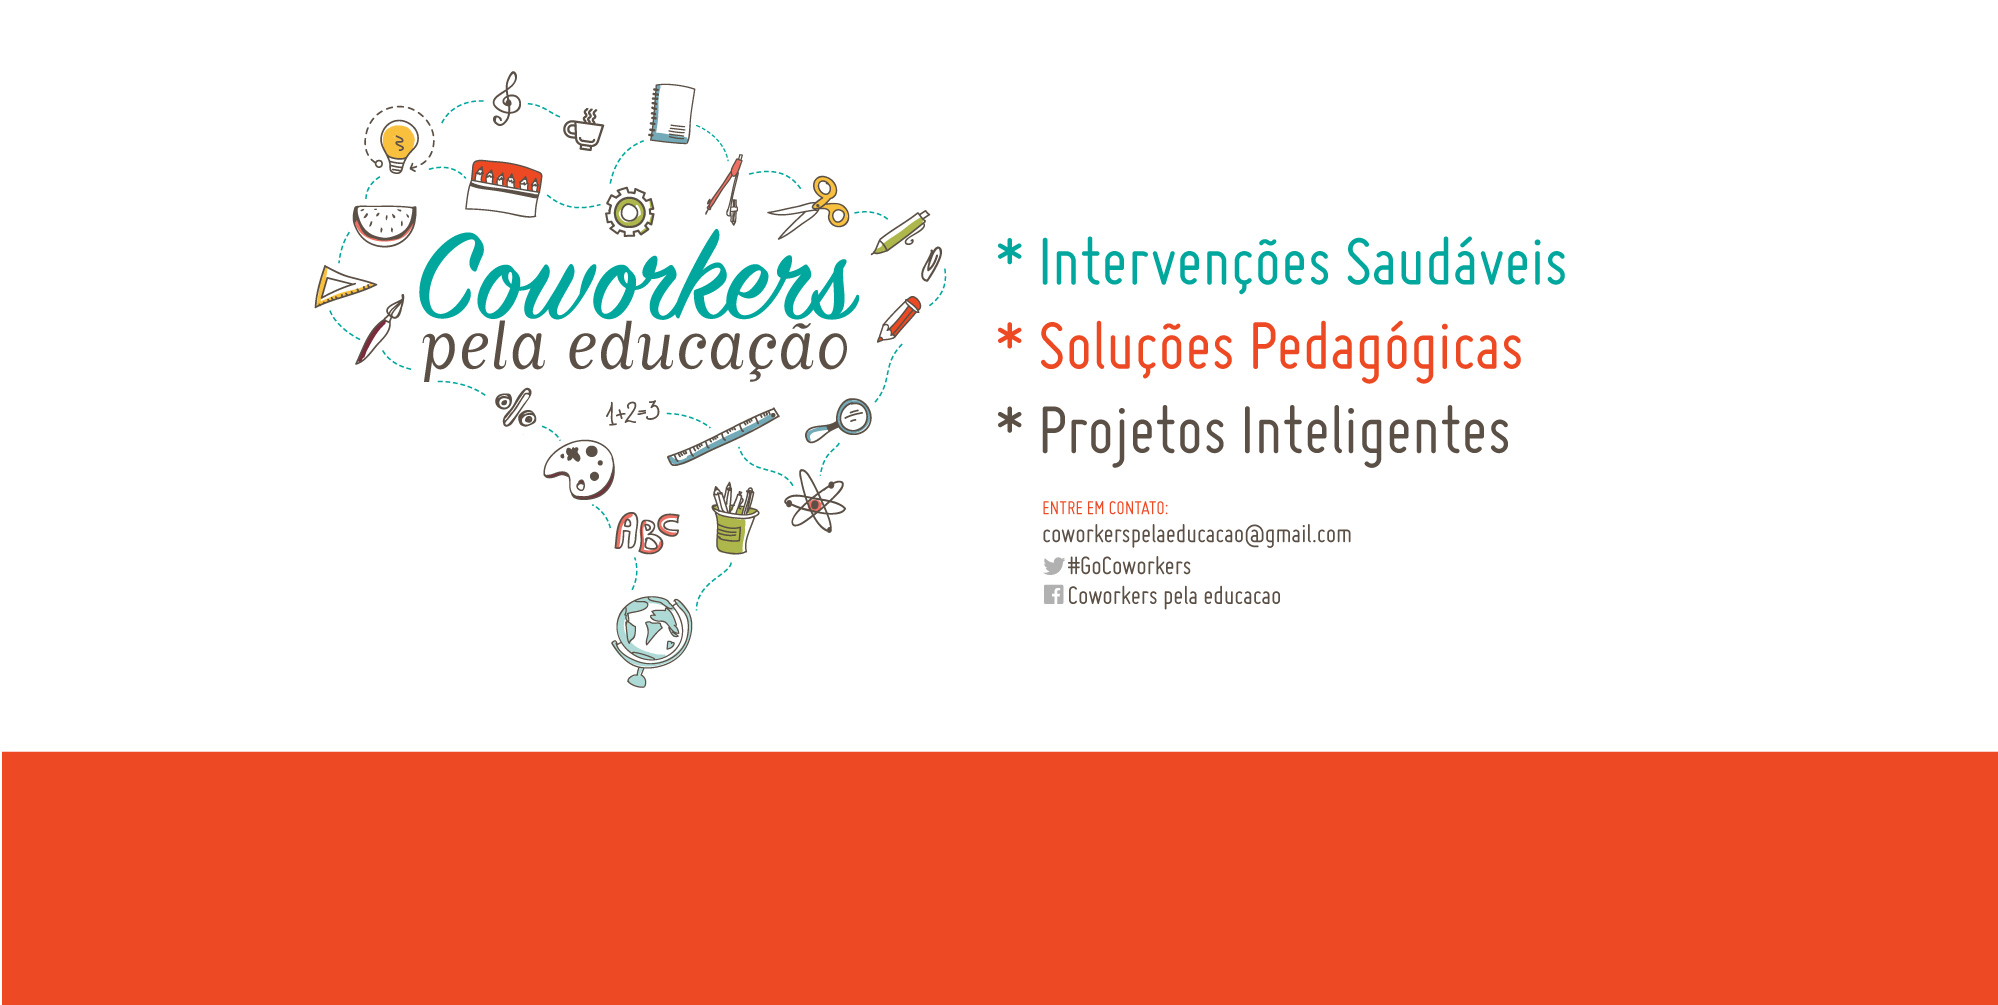 Coworkers
pela educação
%
1+2=3
ABC
* Intervenções Saudáveis
* Soluções Pedagógicas
* Projetos Inteligentes
ENTRE EM CONTATO:
coworkerspelaeducacao@gmail.com
#GoCoworkers
Coworkers pela educacao